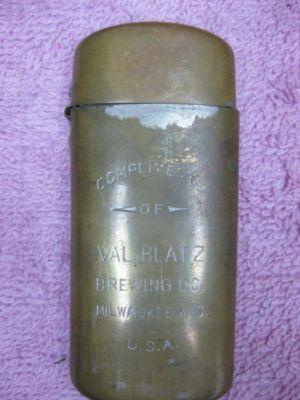 COMPLIMENTS
OF
VAL. BLATZ
BREWING CO.
MILWAUKEE WIS.
U.S.A.